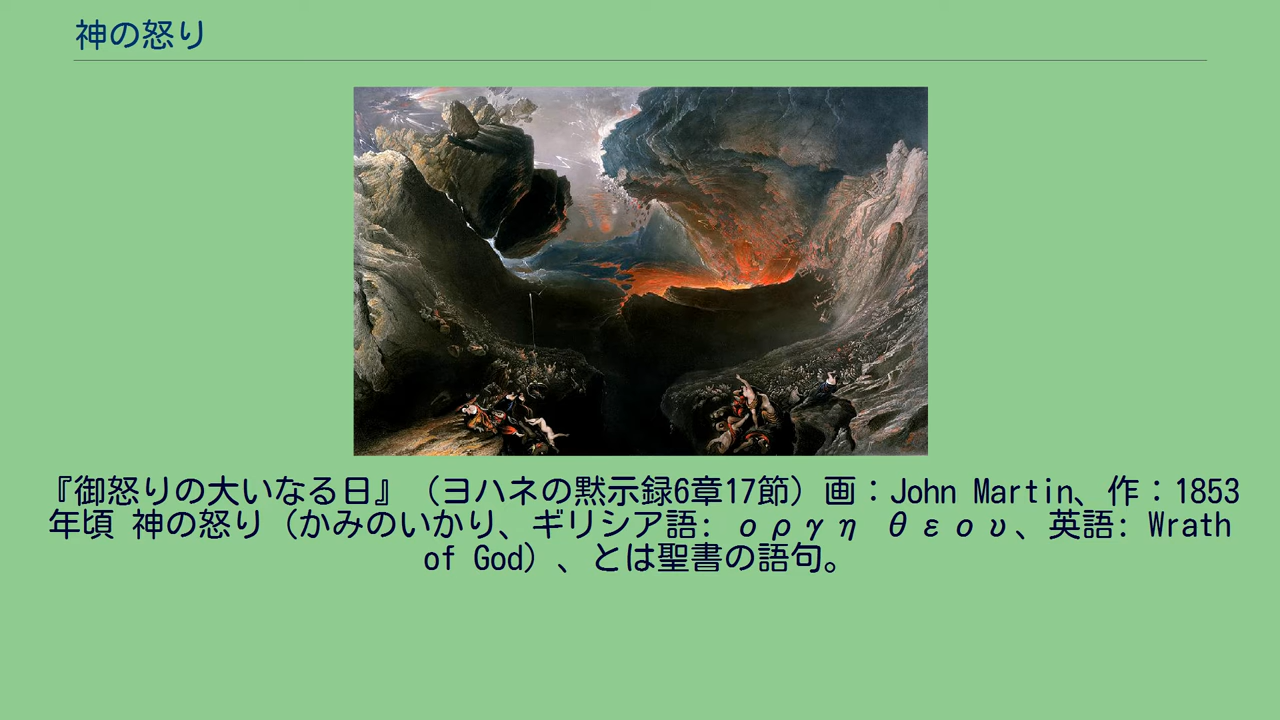 神の怒り
『御怒りの大いなる日』（ヨハネの黙示録6章17節）画：John Martin、作：1853
年頃 神の怒り（かみのいかり、ギリシア語: οργη θεου、英語: Wrath
of God）、とは聖書の語句。